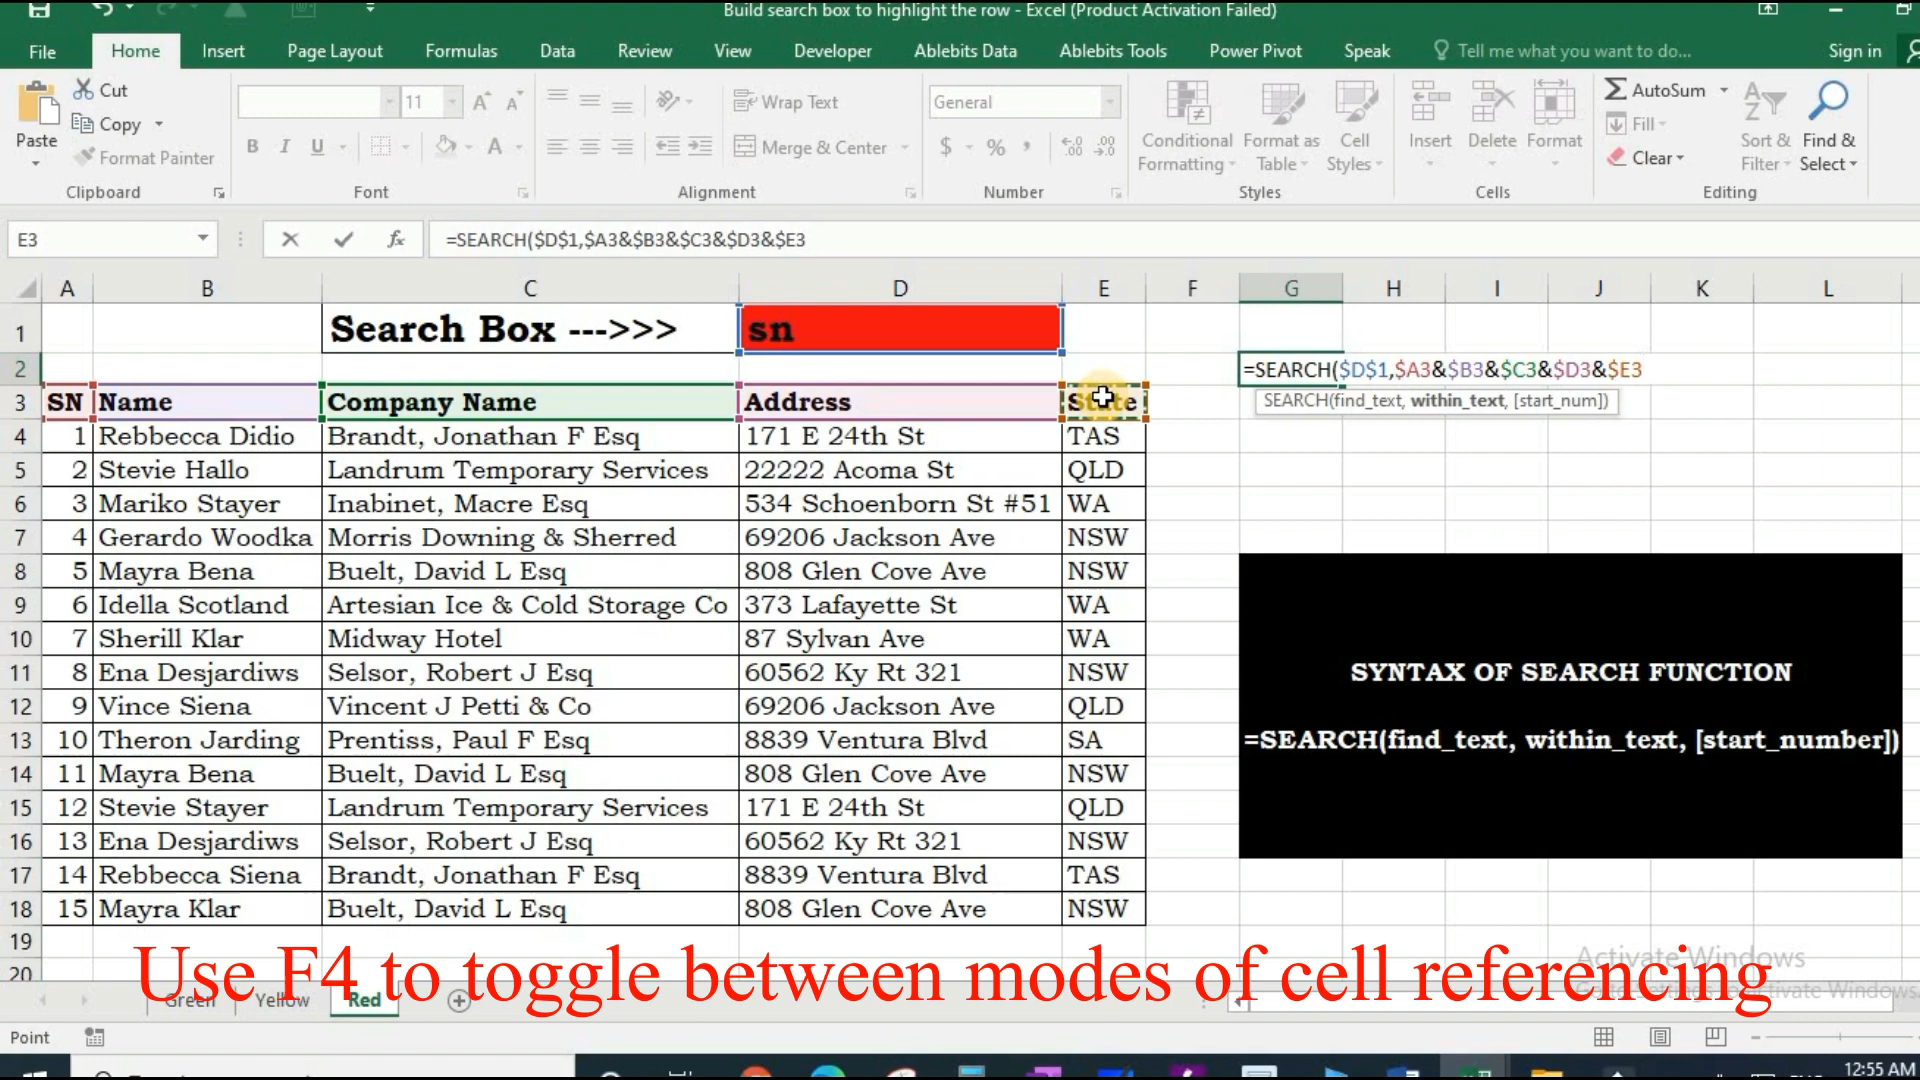 Build search box to highlight the row - Excel (Product Activation Failed)
File Home Insert Page Layout Formulas Data Review View Developer Ablebits Data Ablebits Tools Power Pivot Speak Tell me what you want to do... Sign in
Paste
Cut
Copy
Format Painter
Clipboard
11
B I U
Font
Wrap Text
Merge & Center
Alignment
General
$ %
Number
Conditional Formatting
Format as Table
Cell Styles
Styles
Insert Delete Format
Cells
AutoSum
Fill
Clear
Sort & Filter
Find & Select
Editing
E3 fx =SEARCH($D$1,$A3&$B3&$C3&$D3&$E3
A B C D E F G H I J K L
1 Search Box --->>> sn
2 =SEARCH($D$1,$A3&$B3&$C3&$D3&$E3
SEARCH(find_text, within_text, [start_num])
3 SN Name Company Name Address State
4 1 Rebbecca Didio Brandt, Jonathan F Esq 171 E 24th St TAS
5 2 Stevie Hallo Landrum Temporary Services 22222 Acoma St QLD
6 3 Mariko Stayer Inabinet, Macre Esq 534 Schoenborn St #51 WA
7 4 Gerardo Woodka Morris Downing & Sherred 69206 Jackson Ave NSW
8 5 Mayra Bena Buelt, David L Esq 808 Glen Cove Ave NSW
9 6 Idella Scotland Artesian Ice & Cold Storage Co 373 Lafayette St WA
10 7 Sherill Klar Midway Hotel 87 Sylvan Ave WA
11 8 Ena Desjardiws Selsor, Robert J Esq 60562 Ky Rt 321 NSW
12 9 Vince Siena Vincent J Petti & Co 69206 Jackson Ave QLD
13 10 Theron Jarding Prentiss, Paul F Esq 8839 Ventura Blvd SA
14 11 Mayra Bena Buelt, David L Esq 808 Glen Cove Ave NSW
15 12 Stevie Stayer Landrum Temporary Services 171 E 24th St QLD
16 13 Ena Desjardiws Selsor, Robert J Esq 60562 Ky Rt 321 NSW
17 14 Rebbecca Siena Brandt, Jonathan F Esq 8839 Ventura Blvd TAS
18 15 Mayra Klar Buelt, David L Esq 808 Glen Cove Ave NSW
19
20
SYNTAX OF SEARCH FUNCTION
=SEARCH(find_text, within_text, [start_number])
Activate Windows
Use F4 to toggle between modes of cell referencing
Green Yellow Red
Point
12:55 AM